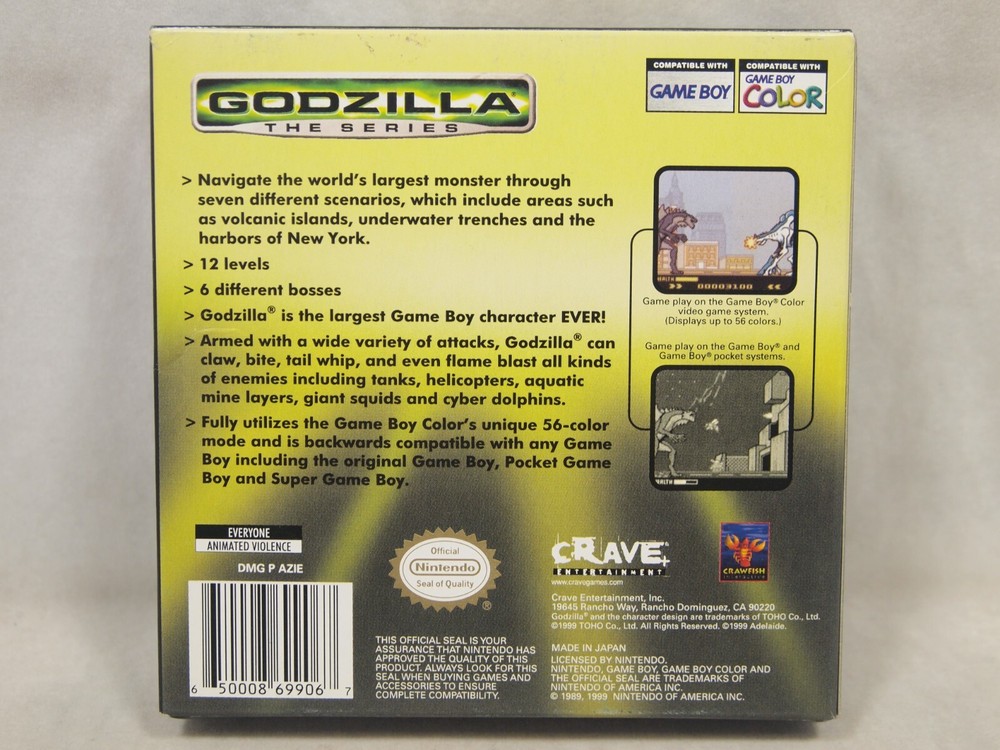 GODZILLA®
THE SERIES
COMPATIBLE WITH
GAME BOY
COMPATIBLE WITH
GAME BOY
COLOR
> Navigate the world's largest monster through
seven different scenarios, which include areas such
as volcanic islands, underwater trenches and the
harbors of New York.
> 12 levels
> 6 different bosses
> Godzilla® is the largest Game Boy character EVER!
> Armed with a wide variety of attacks, Godzilla® can
claw, bite, tail whip, and even flame blast all kinds
of enemies including tanks, helicopters, aquatic
mine layers, giant squids and cyber dolphins.
> Fully utilizes the Game Boy Color's unique 56-color
mode and is backwards compatible with any Game
Boy including the original Game Boy, Pocket Game
Boy and Super Game Boy.
HEALTH
00003100
Game play on the Game Boy® Color
video game system.
(Displays up to 56 colors.)
Game play on the Game Boy® and
Game Boy® pocket systems.
HEALTH
EVERYONE
ANIMATED VIOLENCE
DMG P AZIE
6 50008 69906 7
Official
Nintendo
Seal of Quality
®
THIS OFFICIAL SEAL IS YOUR
ASSURANCE THAT NINTENDO HAS
APPROVED THE QUALITY OF THIS
PRODUCT. ALWAYS LOOK FOR THIS
SEAL WHEN BUYING GAMES AND
ACCESSORIES TO ENSURE
COMPLETE COMPATIBILITY.
CRAVE
ENTERTAINMENT
www.cravegames.com
CRAWFISH
INTERACTIVE
Crave Entertainment, Inc.
19645 Rancho Way, Rancho Dominguez, CA 90220
Godzilla® and the character design are trademarks of TOHO Co., Ltd.
©1999 TOHO Co., Ltd. All Rights Reserved. ©1999 Adelaide.
MADE IN JAPAN
LICENSED BY NINTENDO.
NINTENDO, GAME BOY, GAME BOY COLOR AND
THE OFFICIAL SEAL ARE TRADEMARKS OF
NINTENDO OF AMERICA INC.
© 1989, 1999 NINTENDO OF AMERICA INC.